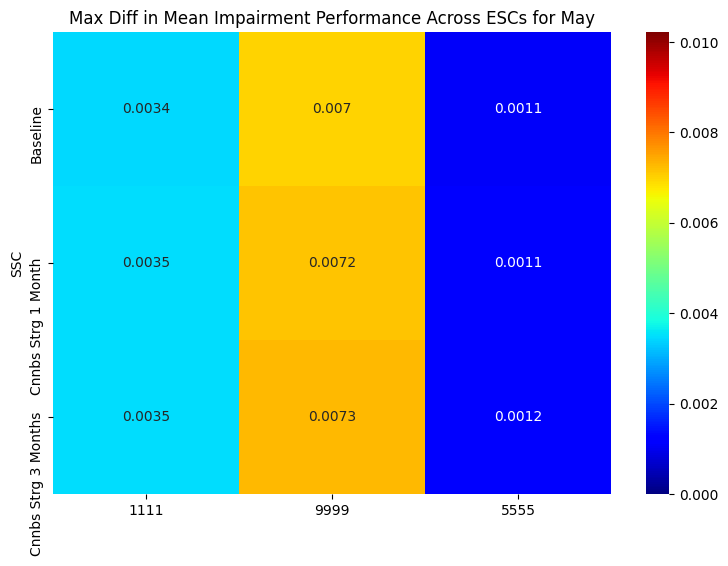 Max Diff in Mean Impairment Performance Across ESCs for May
SSC
Baseline
0.0034 0.007 0.0011
Cnnbs Strg 1 Month
0.0035 0.0072 0.0011
Cnnbs Strg 3 Months
0.0035 0.0073 0.0012
1111 9999 5555
0.010
0.008
0.006
0.004
0.002
0.000